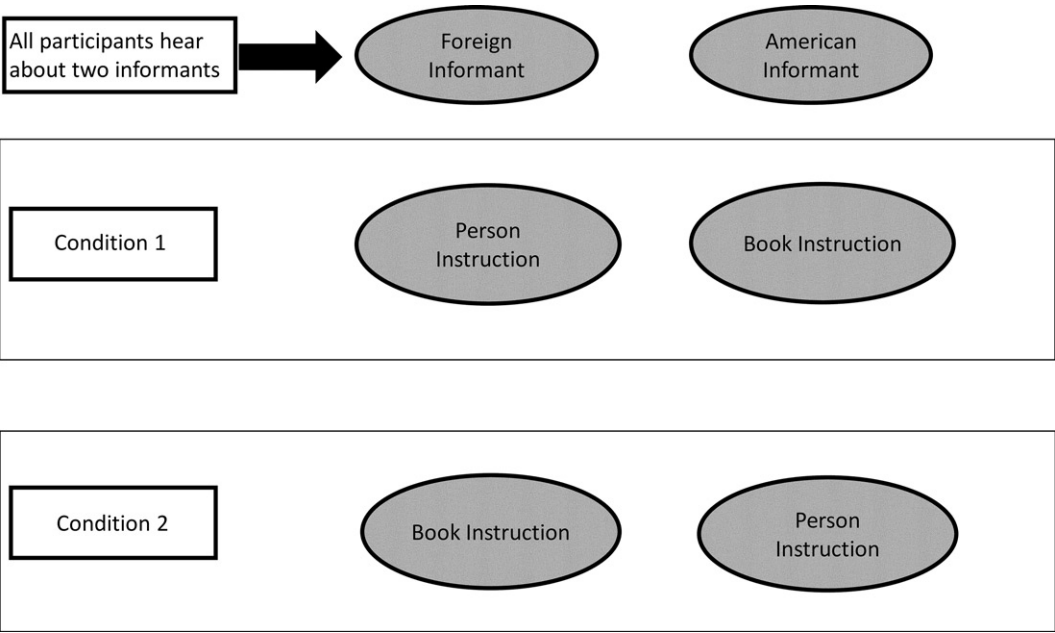 All participants hear
about two informants
Foreign
Informant
American
Informant
Condition 1
Person
Instruction
Book Instruction
Condition 2
Book Instruction
Person
Instruction